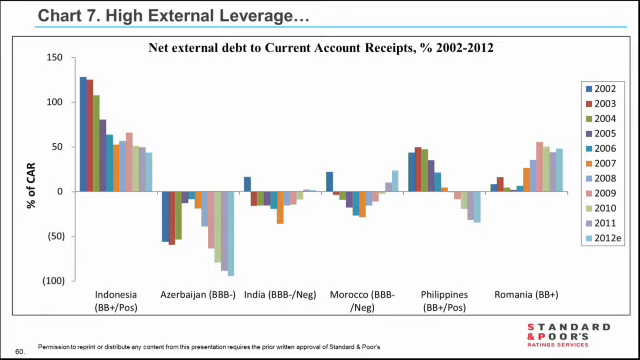 Chart 7. High External Leverage…
Net external debt to Current Account Receipts, % 2002-2012
150
100
50
0
(50)
(100)
% of CAR
Indonesia
(BB+/Pos)
Azerbaijan (BBB-)
India (BBB-/Neg)
Morocco (BBB-
/Neg)
Philippines
(BB+/Pos)
Romania (BB+)
2002
2003
2004
2005
2006
2007
2008
2009
2010
2011
2012e
60.
Permission to reprint or distribute any content from this presentation requires the prior written approval of Standard & Poor's
STANDARD
& POOR'S
RATINGS SERVICES